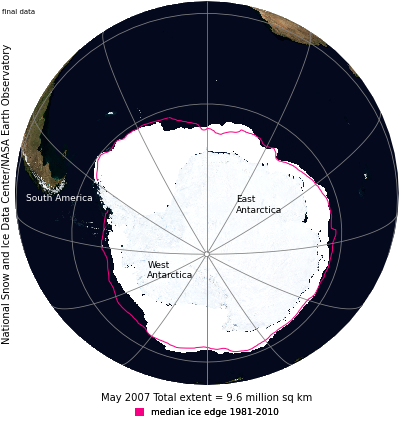 final data
National Snow and Ice Data Center/NASA Earth Observatory
South America
East
Antarctica
West
Antarctica
May 2007 Total extent = 9.6 million sq km
median ice edge 1981-2010